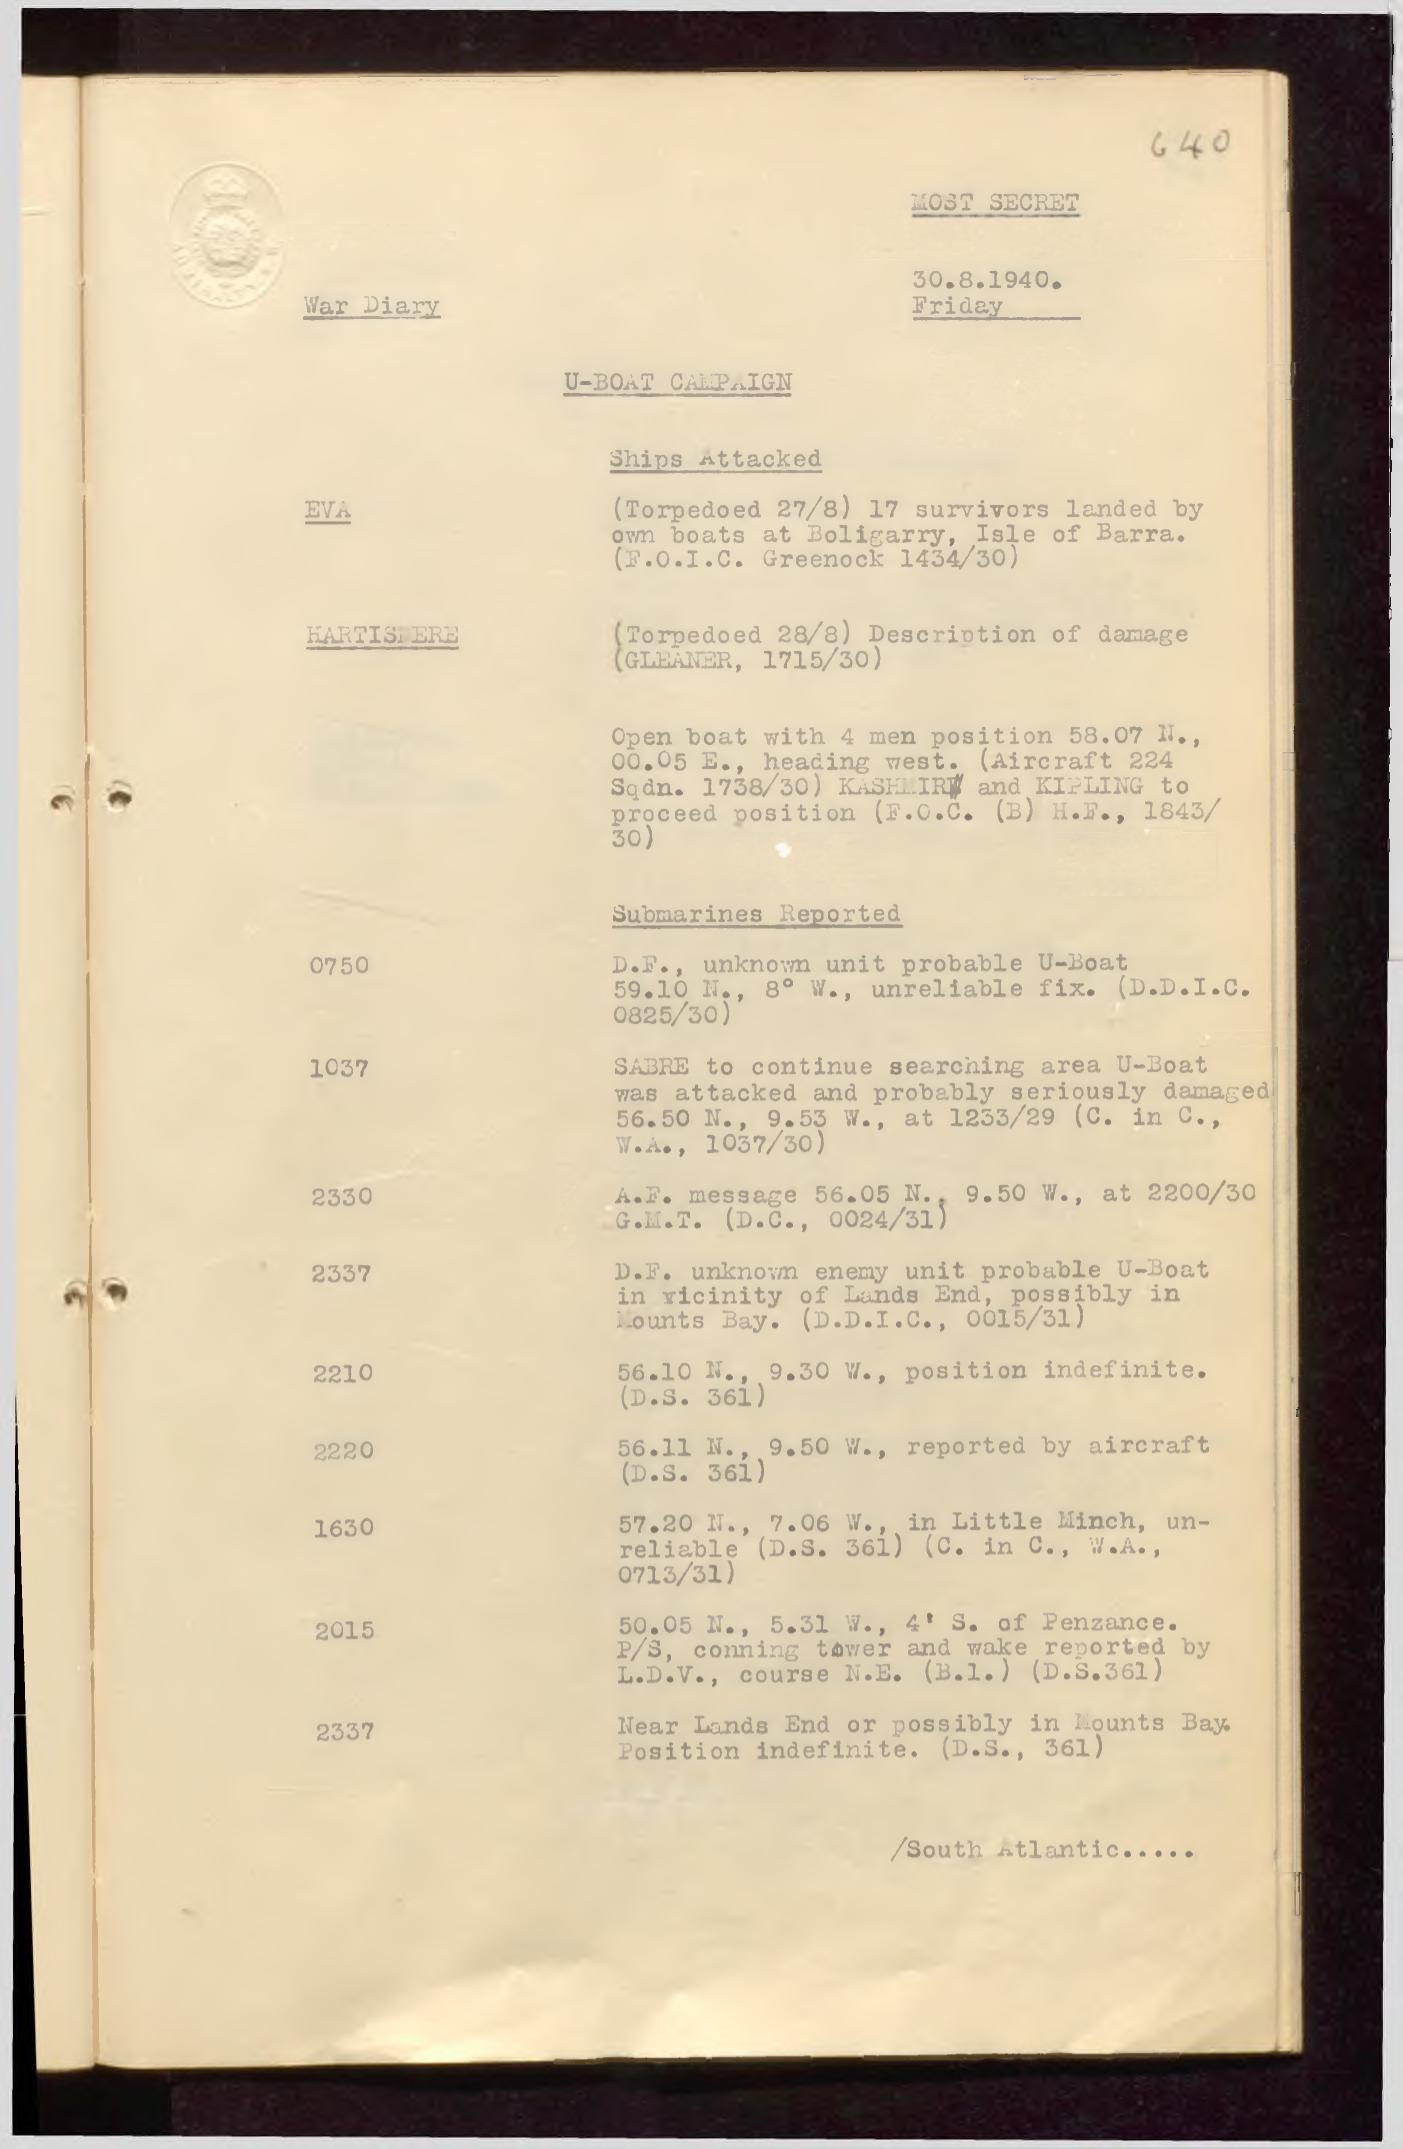 640
MOST SECRET
30.8.1940.
Friday
War Diary
U-BOAT CAMPAIGN
Ships Attacked
EVA
(Torpedoed 27/8) 17 survivors landed by
own boats at Boligarry, Isle of Barra.
(F.O.I.C. Greenock 1434/30)
HARTISMERE
(Torpedoed 28/8) Description of damage
(GLEANER, 1715/30)
Open boat with 4 men position 58.07 N.,
00.05 E., heading west. (Aircraft 224
Sqdn. 1738/30) KASHMIR and KIPLING to
proceed position (F.O.C. (B) H.F., 1843/
30)
Submarines Reported
0750
D.F., unknown unit probable U-Boat
59.10 N., 8° W., unreliable fix. (D.D.I.C.
0825/30)
1037
SABRE to continue searching area U-Boat
was attacked and probably seriously damaged
56.50 N., 9.53 W., at 1233/29 (C. in C.,
W.A., 1037/30)
2330
A.F. message 56.05 N., 9.50 W., at 2200/30
G.M.T. (D.C., 0024/31)
2337
D.F. unknown enemy unit probable U-Boat
in vicinity of Lands End, possibly in
Mounts Bay. (D.D.I.C., 0015/31)
2210
56.10 N., 9.30 W., position indefinite.
(D.S. 361)
2220
56.11 N., 9.50 W., reported by aircraft
(D.S. 361)
1630
57.20 N., 7.06 W., in Little Minch, un-
reliable (D.S. 361) (C. in C., W.A.,
0713/31)
2015
50.05 N., 5.31 W., 4' S. of Penzance.
P/S, conning tower and wake reported by
L.D.V., course N.E. (B.1.) (D.S.361)
2337
Near Lands End or possibly in Mounts Bay.
Position indefinite. (D.S., 361)
/South Atlantic.....